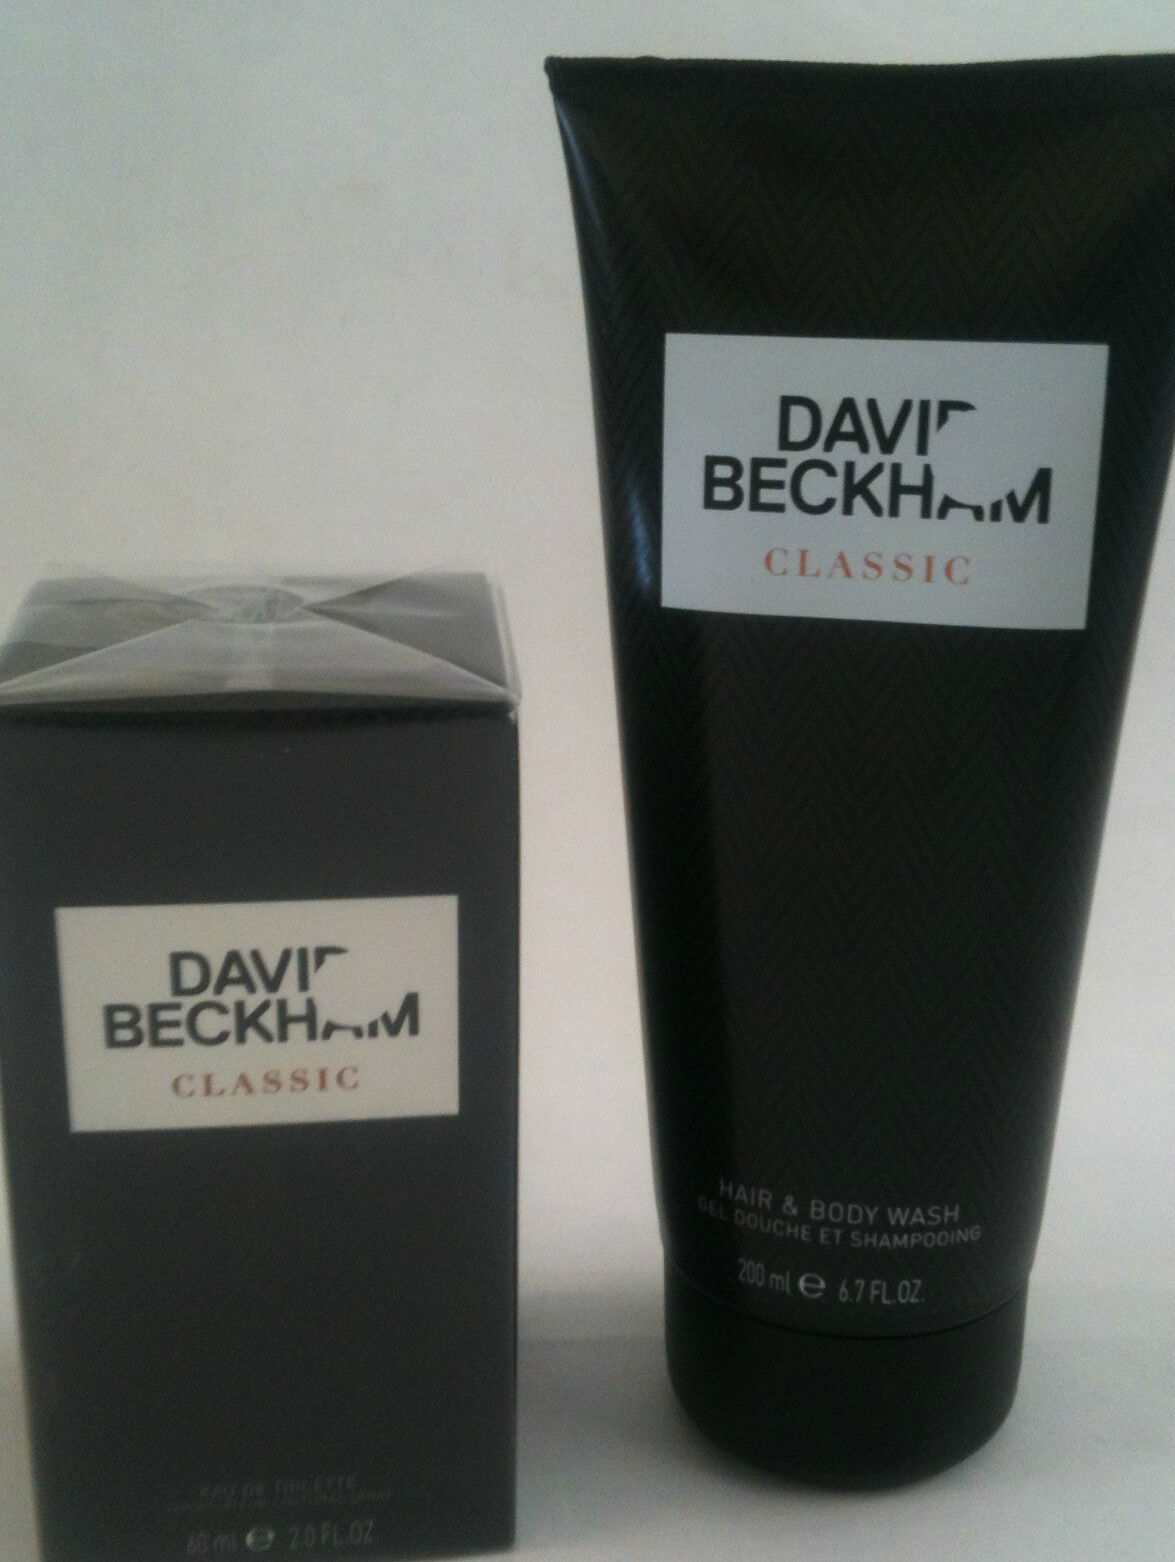 DAVID
BECKHAM
CLASSIC
EAU DE TOILETTE
60 ml e 2.0 FL.OZ.
DAVID
BECKHAM
CLASSIC
HAIR & BODY WASH
GEL DOUCHE ET SHAMPOOING
200 ml e 6.7 FL.OZ.